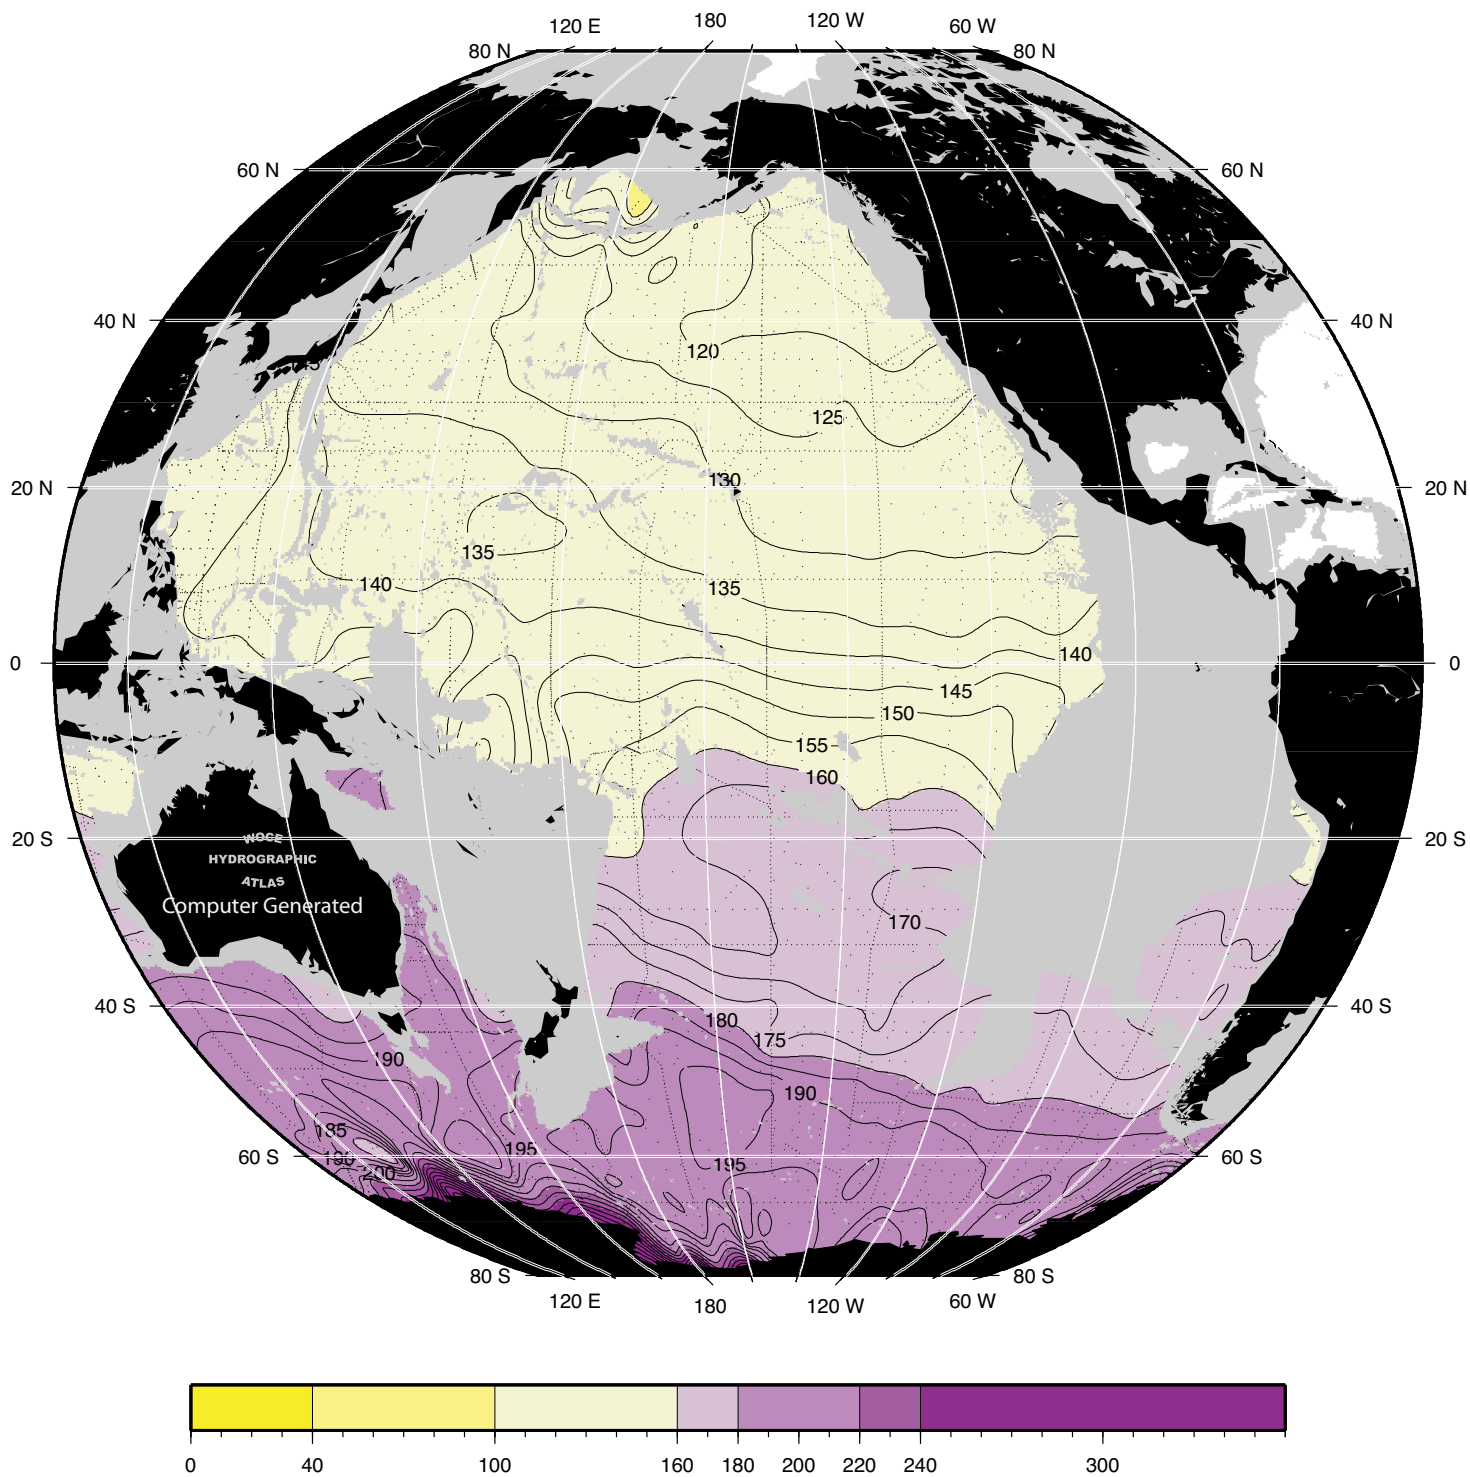 120 E 180 120 W 60 W
80 N 80 N
60 N 60 N
40 N 40 N
120
125
130
20 N 20 N
135
140 135
140
0 0
145
150
155
160
20 S 20 S
WOCE
HYDROGRAPHIC
ATLAS
Computer Generated
170
40 S 40 S
180
175
190
190
185
195
60 S 60 S
190
195
200
80 S 80 S
120 E 180 120 W 60 W
0 40 100 160 180 200 220 240 300